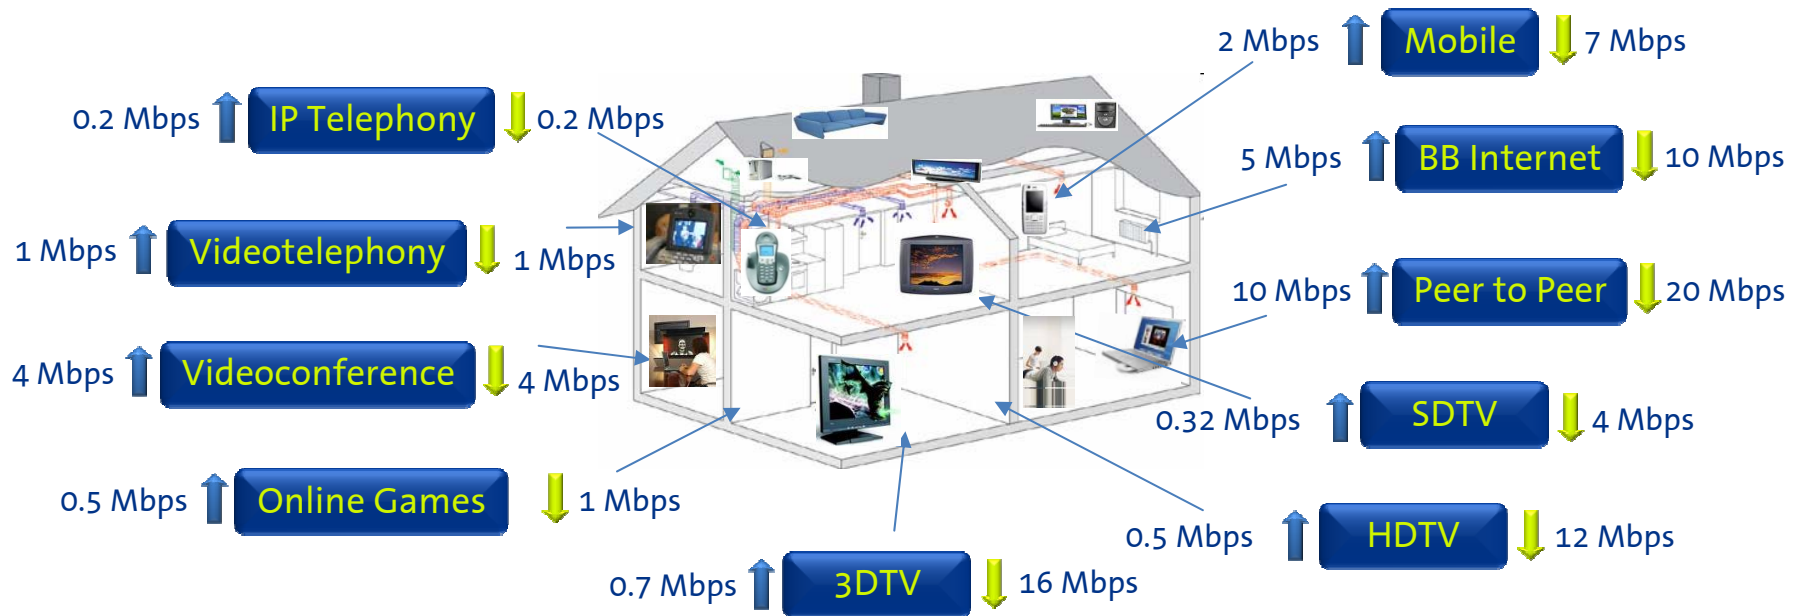 2 Mbps Mobile 7 Mbps
0.2 Mbps IP Telephony 0.2 Mbps
5 Mbps BB Internet 10 Mbps
1 Mbps Videotelephony 1 Mbps
10 Mbps Peer to Peer 20 Mbps
4 Mbps Videoconference 4 Mbps
0.32 Mbps SDTV 4 Mbps
0.5 Mbps Online Games 1 Mbps
0.5 Mbps HDTV 12 Mbps
0.7 Mbps 3DTV 16 Mbps